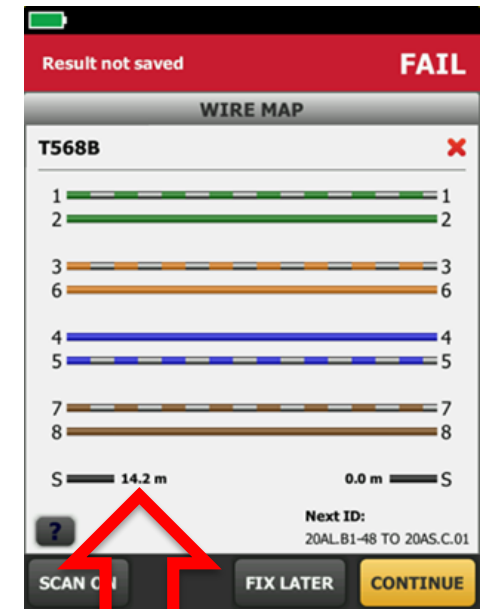 Result not saved FAIL
WIRE MAP
T568B
1 1
2 2
3 3
6 6
4 4
5 5
7 7
8 8
S 14.2 m 0.0 m S
Next ID:
? 20AL.B1-48 TO 20AS.C.01
SCAN FIX LATER CONTINUE